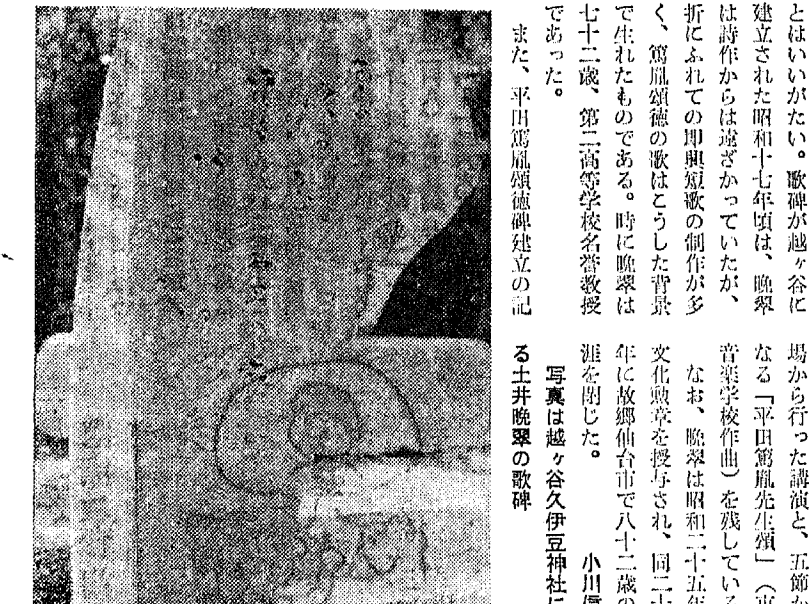 とはいいがたい。歌碑が越ヶ谷に
建立された昭和十七年頃は、晩翠
は詩作からは遠ざかっていたが、
折にふれての即興短歌の制作が多
く、篤胤頌徳の歌はこうした背景
で生れたものである。時に晩翠は
七十二歳、第二高等学校名誉教授
であった。
また、平田篤胤頌徳碑建立の記
場から行った講演と、五節か
なる「平田篤胤先生頌」（東
音楽学校作曲）を残している
なお、晩翠は昭和二十五年
文化勲章を授与され、同二十
年に故郷仙台市で八十二歳の
涯を閉じた。
小川信
写真は越ヶ谷久伊豆神社に
る土井晩翠の歌碑